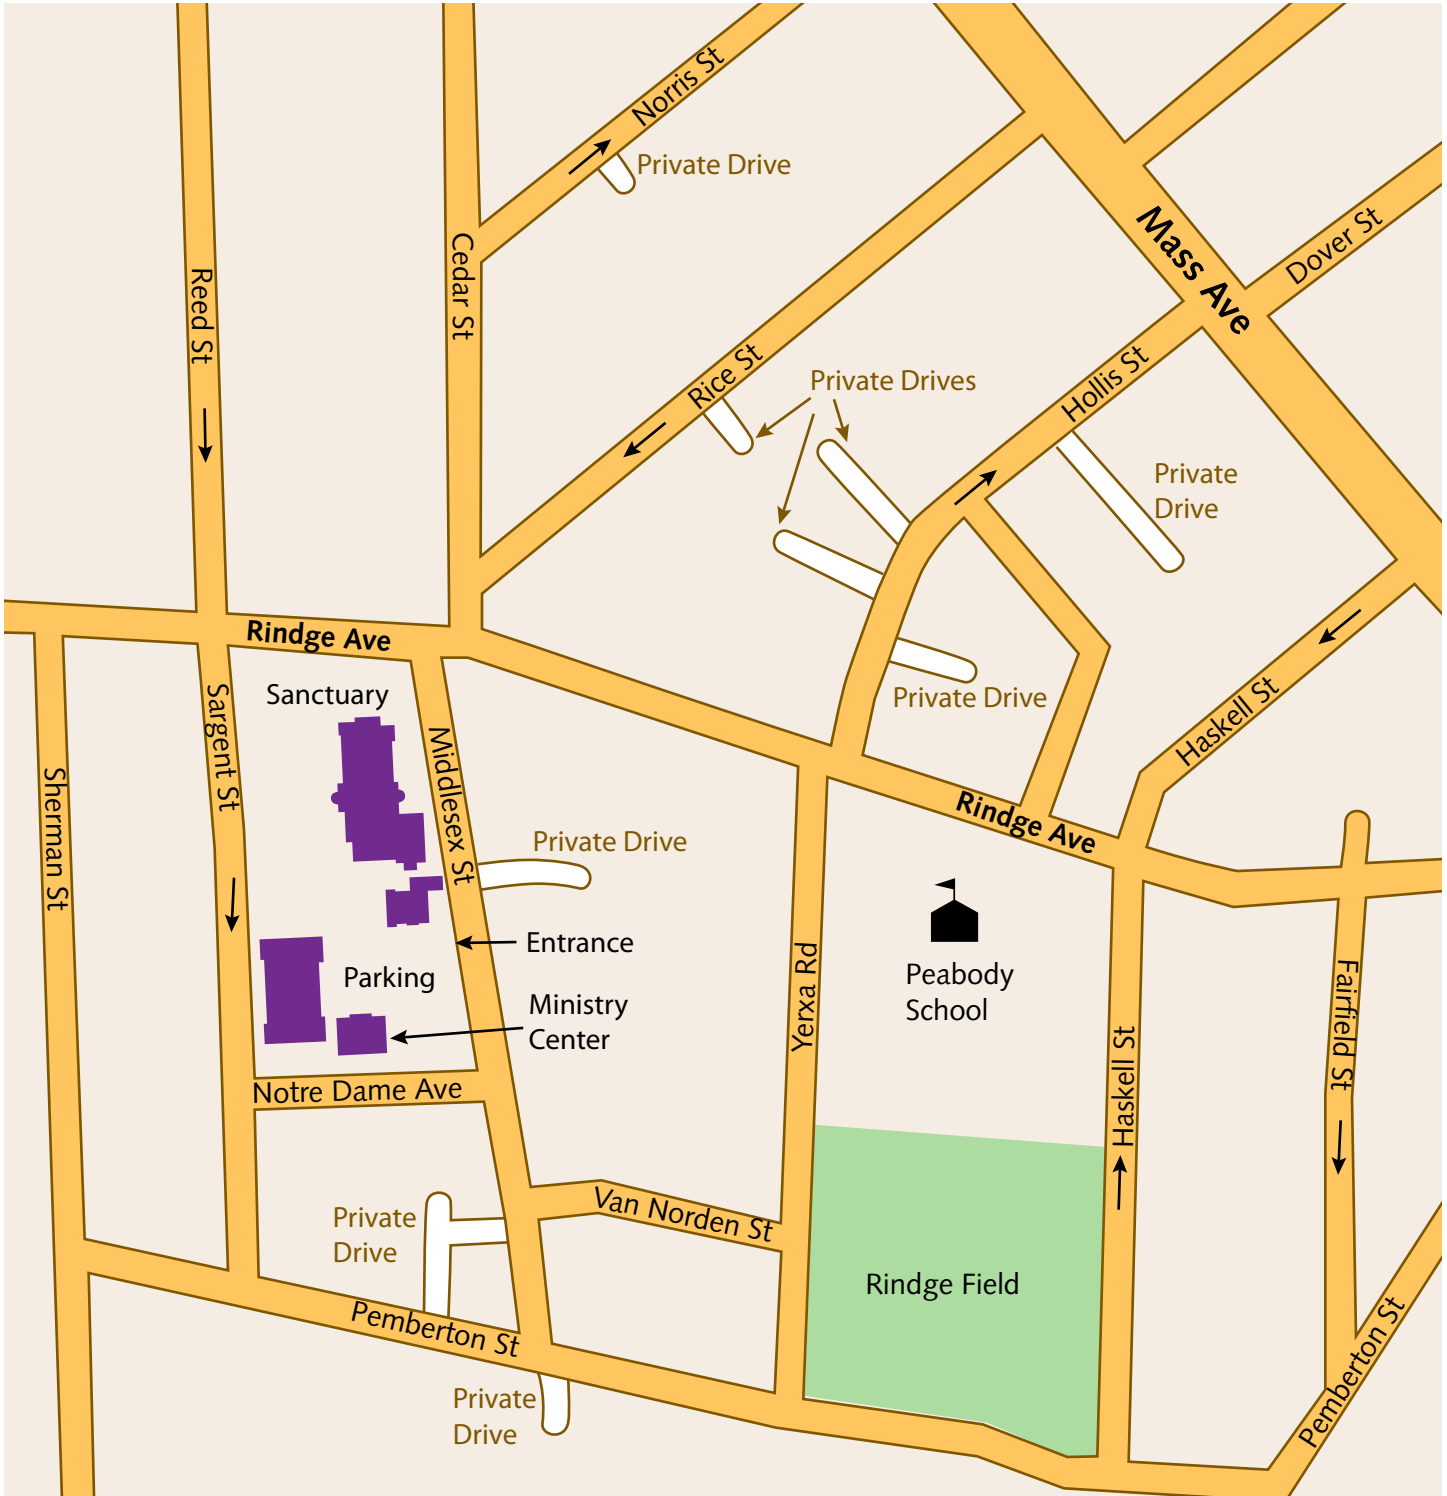 Norris St
Private Drive
Mass Ave
Dover St
Cedar St
Reed St
Rice St
Private Drives
Hollis St
Private
Drive
Rindge Ave
Sanctuary
Private Drive
Haskell St
Sargent St
Middlesex St
Sherman St
Rindge Ave
Private Drive
Entrance
Parking
Ministry
Center
Yerxa Rd
Peabody
School
Fairfield St
Haskell St
Notre Dame Ave
Van Norden St
Private
Drive
Rindge Field
Pemberton St
Pemberton St
Private
Drive